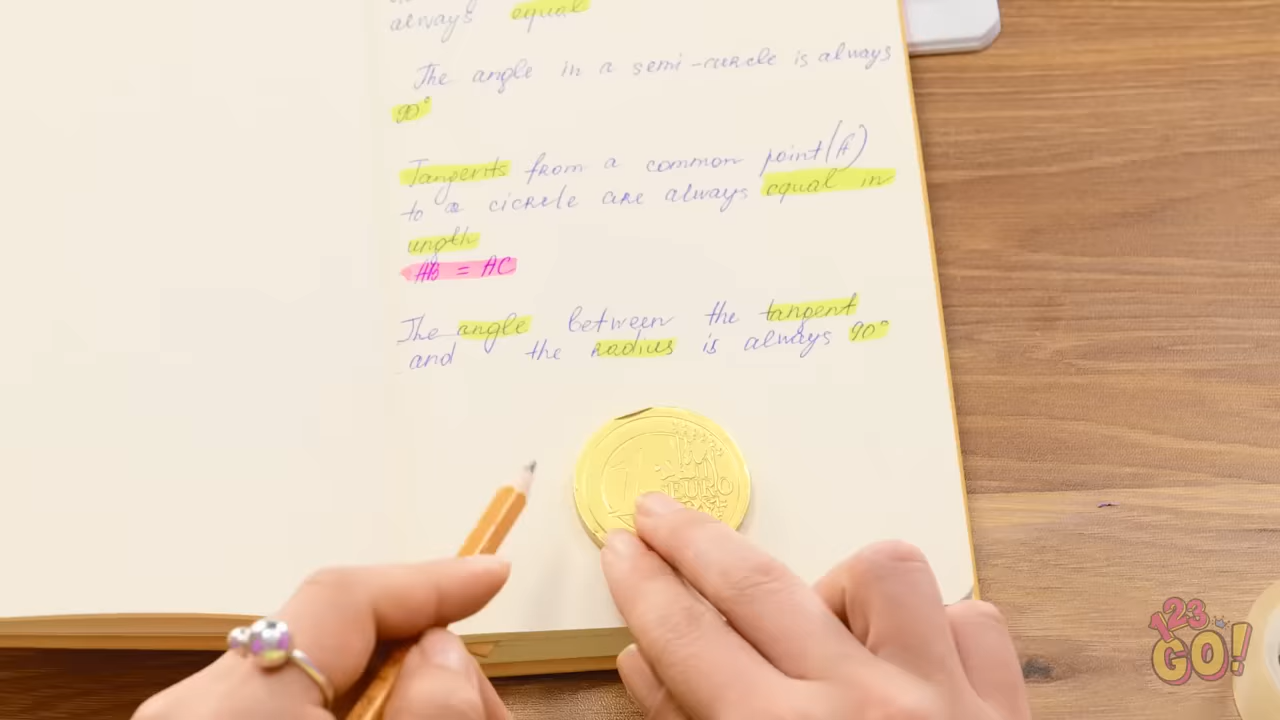 always equal
The angle in a semi-circle is always
90°
Tangents from a common point (A)
to a cicrcle are always equal in
length
AB = AC
The angle between the tangent
and the radius is always 90°
1
EURO
123
GO!